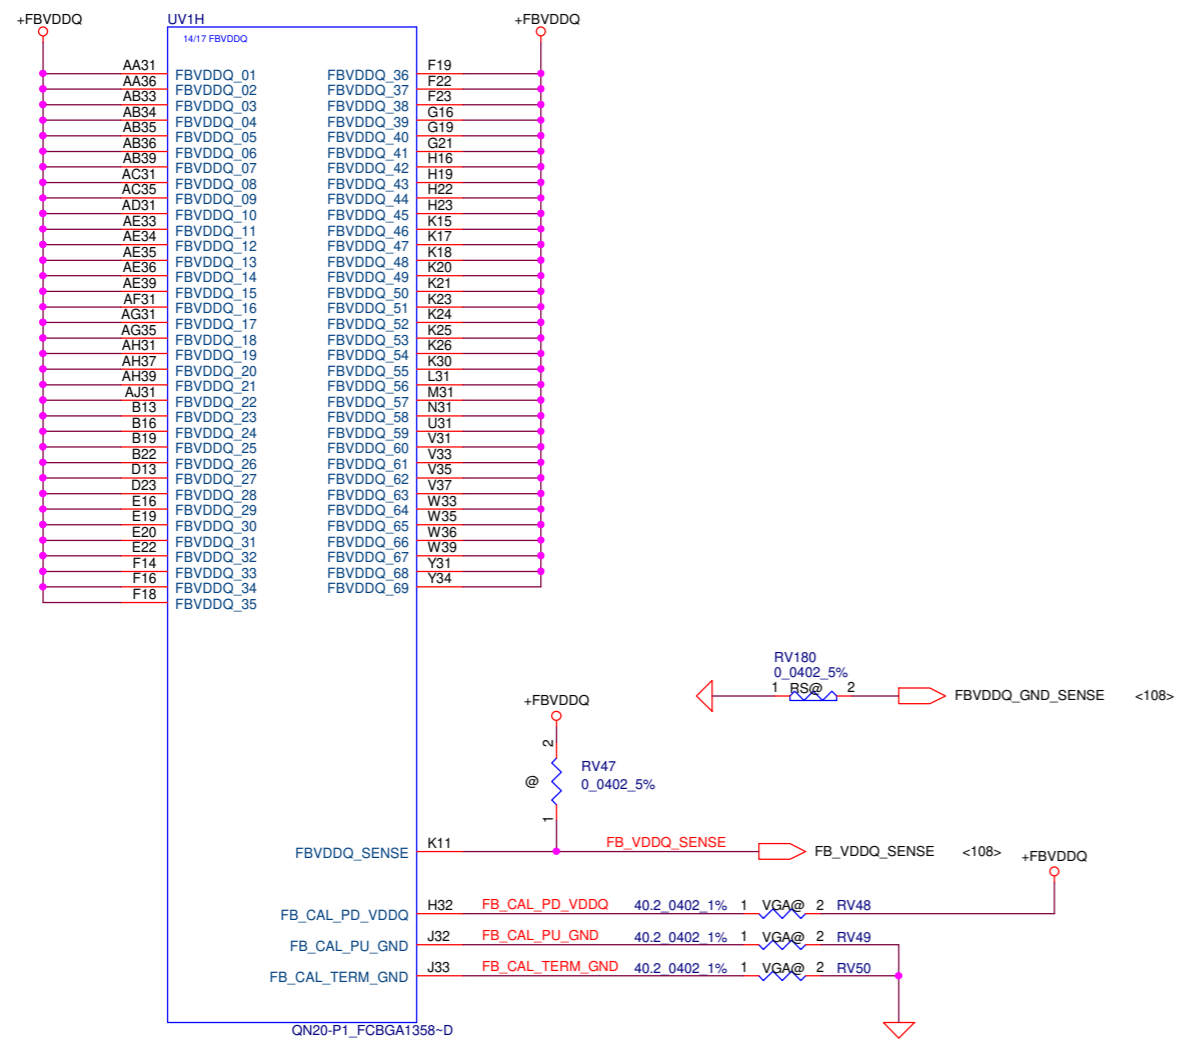 +FBVDDQ
UV1H
+FBVDDQ
14/17 FBVDDQ
AA31 FBVDDQ_01 FBVDDQ_36 F19
AA36 FBVDDQ_02 FBVDDQ_37 F22
AB33 FBVDDQ_03 FBVDDQ_38 F23
AB34 FBVDDQ_04 FBVDDQ_39 G16
AB35 FBVDDQ_05 FBVDDQ_40 G19
AB36 FBVDDQ_06 FBVDDQ_41 G21
AB39 FBVDDQ_07 FBVDDQ_42 H16
AC31 FBVDDQ_08 FBVDDQ_43 H19
AC35 FBVDDQ_09 FBVDDQ_44 H22
AD31 FBVDDQ_10 FBVDDQ_45 H23
AE33 FBVDDQ_11 FBVDDQ_46 K15
AE34 FBVDDQ_12 FBVDDQ_47 K17
AE35 FBVDDQ_13 FBVDDQ_48 K18
AE36 FBVDDQ_14 FBVDDQ_49 K20
AE39 FBVDDQ_15 FBVDDQ_50 K21
AF31 FBVDDQ_16 FBVDDQ_51 K23
AG31 FBVDDQ_17 FBVDDQ_52 K24
AG35 FBVDDQ_18 FBVDDQ_53 K25
AH31 FBVDDQ_19 FBVDDQ_54 K26
AH37 FBVDDQ_20 FBVDDQ_55 K30
AH39 FBVDDQ_21 FBVDDQ_56 L31
AJ31 FBVDDQ_22 FBVDDQ_57 M31
B13 FBVDDQ_23 FBVDDQ_58 N31
B16 FBVDDQ_24 FBVDDQ_59 U31
B19 FBVDDQ_25 FBVDDQ_60 V31
B22 FBVDDQ_26 FBVDDQ_61 V33
D13 FBVDDQ_27 FBVDDQ_62 V35
D23 FBVDDQ_28 FBVDDQ_63 V37
E16 FBVDDQ_29 FBVDDQ_64 W33
E19 FBVDDQ_30 FBVDDQ_65 W35
E20 FBVDDQ_31 FBVDDQ_66 W36
E22 FBVDDQ_32 FBVDDQ_67 W39
F14 FBVDDQ_33 FBVDDQ_68 Y31
F16 FBVDDQ_34 FBVDDQ_69 Y34
F18 FBVDDQ_35
RV180
0_0402_5%
1 RS@ 2
FBVDDQ_GND_SENSE <108>
+FBVDDQ
2
@ RV47
0_0402_5%
1
FBVDDQ_SENSE K11 FB_VDDQ_SENSE FB_VDDQ_SENSE <108>
+FBVDDQ
FB_CAL_PD_VDDQ H32 FB_CAL_PD_VDDQ 40.2_0402_1% 1 VGA@ 2 RV48
FB_CAL_PU_GND J32 FB_CAL_PU_GND 40.2_0402_1% 1 VGA@ 2 RV49
FB_CAL_TERM_GND J33 FB_CAL_TERM_GND 40.2_0402_1% 1 VGA@ 2 RV50
QN20-P1_FCBGA1358~D